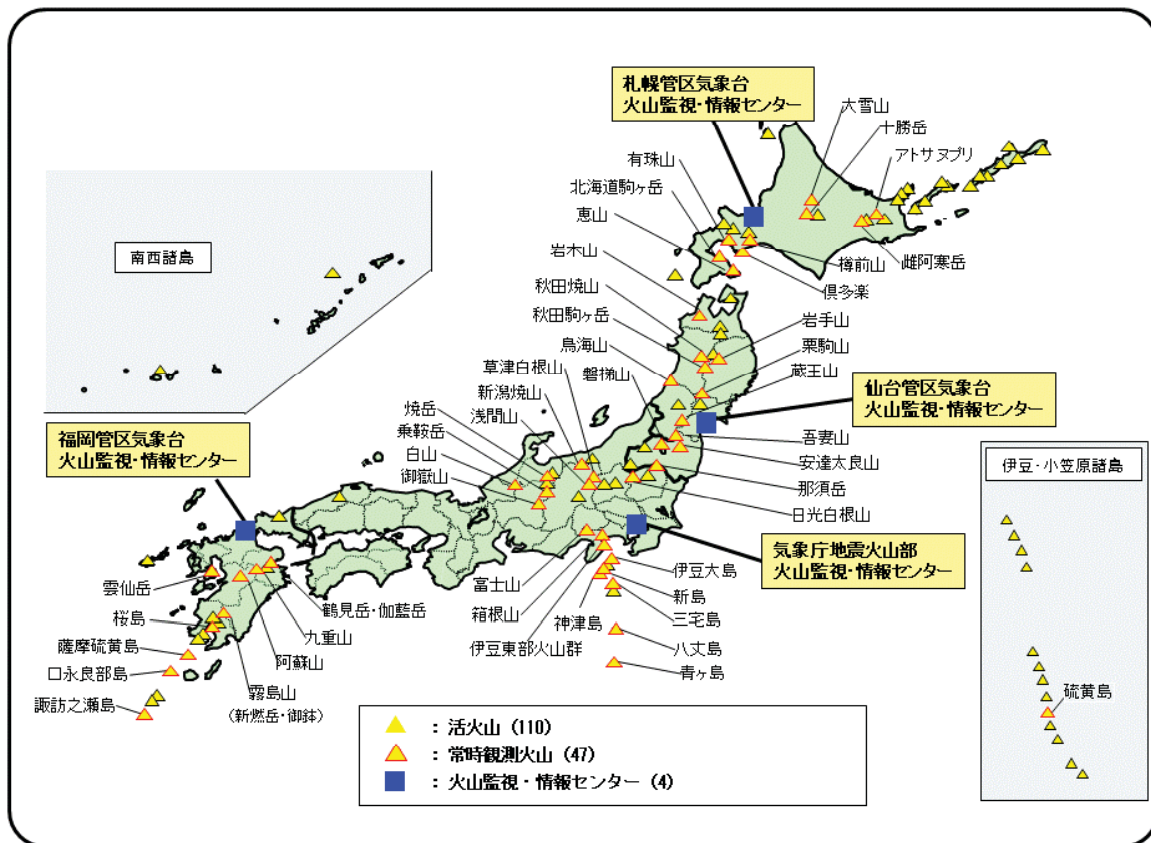 札幌管区気象台
火山監視・情報センター
大雪山
十勝岳
アトサヌプリ
有珠山
北海道駒ヶ岳
恵山
岩木山
秋田焼山
秋田駒ヶ岳
鳥海山
雌阿寒岳
樽前山
倶多楽
岩手山
栗駒山
蔵王山
南西諸島
草津白根山
新潟焼山
浅間山
磐梯山
焼岳
乗鞍岳
白山
御嶽山
仙台管区気象台
火山監視・情報センター
吾妻山
安達太良山
那須岳
日光白根山
福岡管区気象台
火山監視・情報センター
気象庁地震火山部
火山監視・情報センター
伊豆・小笠原諸島
硫黄島
富士山
箱根山
伊豆東部火山群
神津島
伊豆大島
新島
三宅島
八丈島
青ヶ島
雲仙岳
桜島
薩摩硫黄島
口永良部島
諏訪之瀬島
鶴見岳・伽藍岳
九重山
阿蘇山
霧島山
(新燃岳・御鉢)
：活火山（110）
：常時観測火山（47）
：火山監視・情報センター（4）